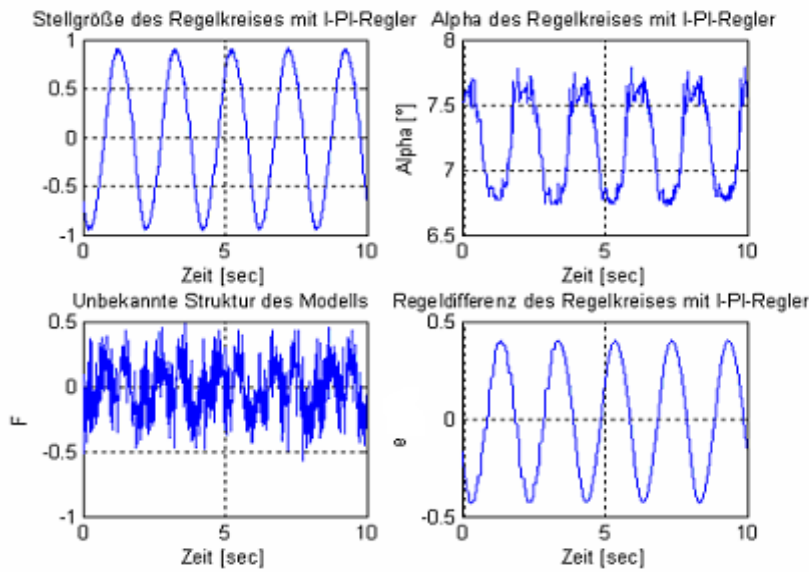 Stellgröße des Regelkreises mit I-PI-Regler
1
0.5
0
-0.5
-1
0
5
10
Zeit [sec]
Alpha des Regelkreises mit I-PI-Regler
8
7.5
7
6.5
Alpha [°]
0
5
10
Zeit [sec]
Unbekannte Struktur des Modells
0.5
0
-0.5
-1
F
0
5
10
Zeit [sec]
Regeldifferenz des Regelkreises mit I-PI-Regler
0.5
0
-0.5
e
0
5
10
Zeit [sec]